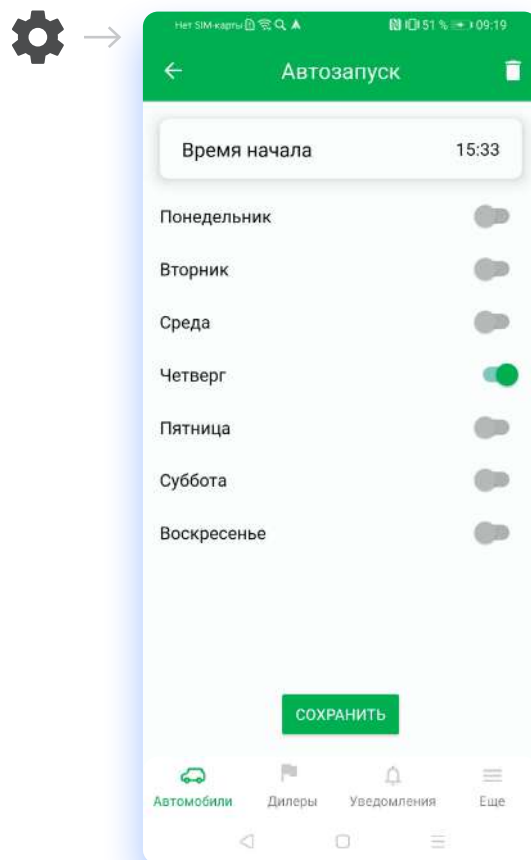 Нет SIM-карты 51 % 09:19
Автозапуск
Время начала 15:33
Понедельник
Вторник
Среда
Четверг
Пятница
Суббота
Воскресенье
СОХРАНИТЬ
Автомобили Дилеры Уведомления Еще